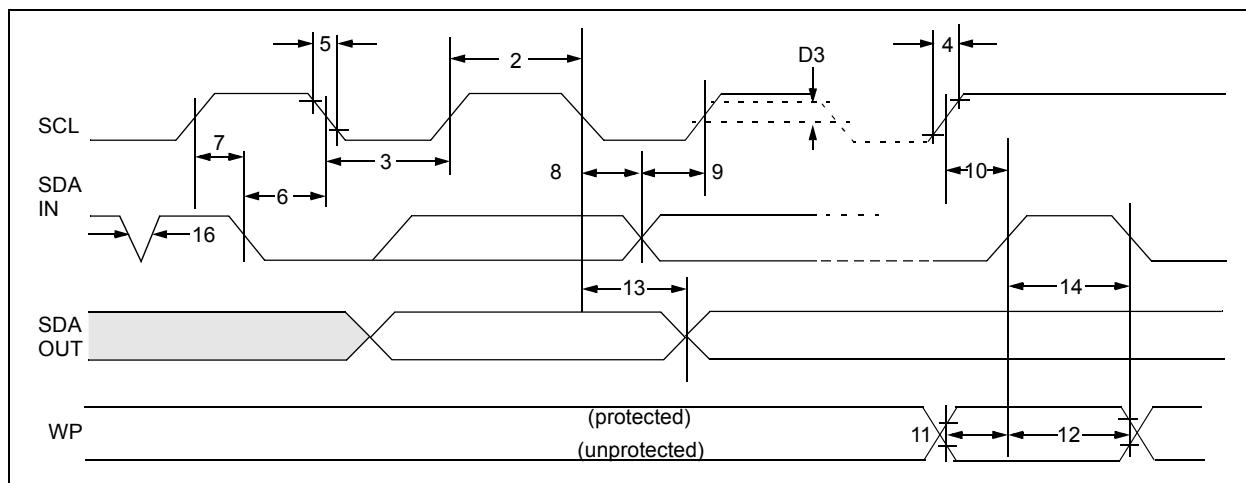 5
2
D3
4
SCL
7
3
8
9
10
SDA
IN
6
16
13
14
SDA
OUT
WP
(protected)
(unprotected)
11
12